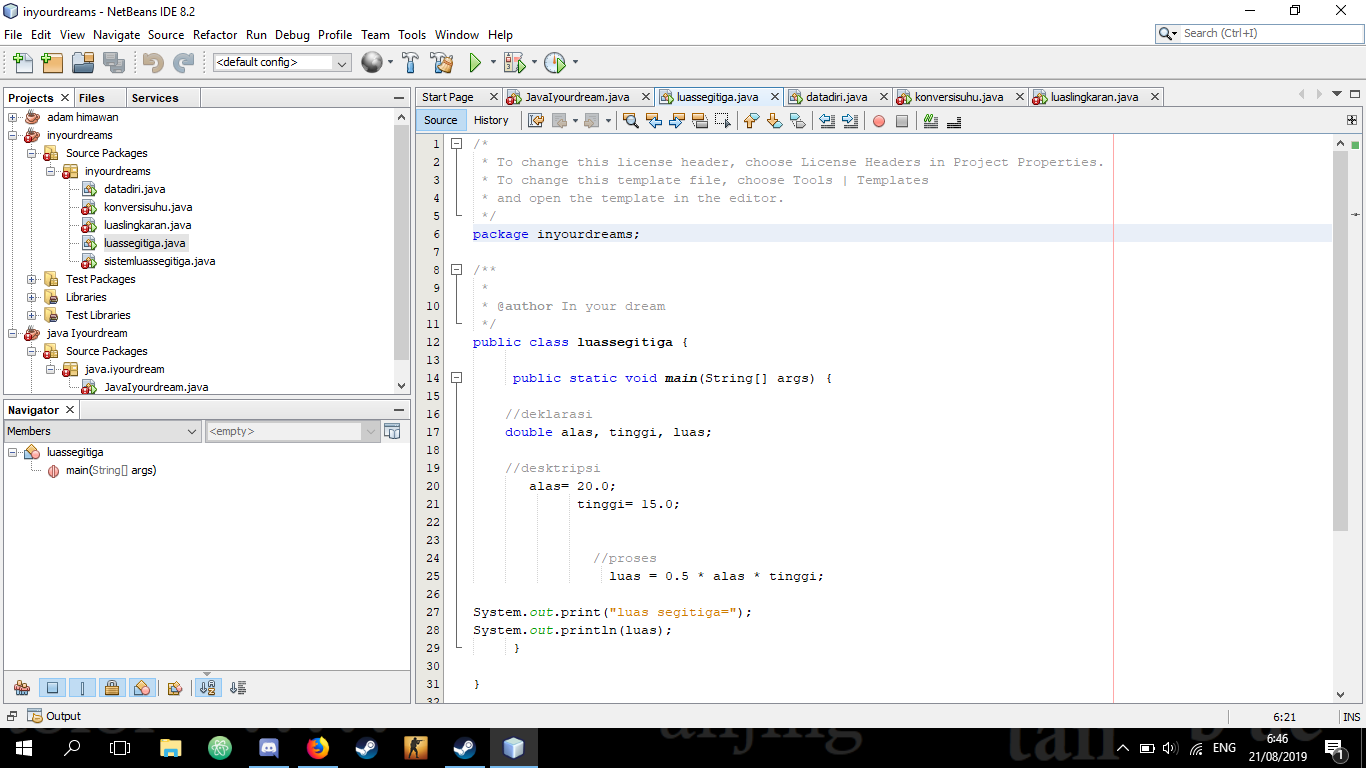 inyourdreams - NetBeans IDE 8.2
File Edit View Navigate Source Refactor Run Debug Profile Team Tools Window Help
Search (Ctrl+I)
<default config>
Projects Files Services
adam himawan
inyourdreams
Source Packages
inyourdreams
datadiri.java
konversisuhu.java
luaslingkaran.java
luassegitiga.java
sistemluassegitiga.java
Test Packages
Libraries
Test Libraries
java Iyourdream
Source Packages
java.iyourdream
JavaIyourdream.java
Navigator
Members
<empty>
luassegitiga
main(String[] args)
Start Page JavaIyourdream.java luassegitiga.java datadiri.java konversisuhu.java luaslingkaran.java
Source History
1 /*
2 * To change this license header, choose License Headers in Project Properties.
3 * To change this template file, choose Tools | Templates
4 * and open the template in the editor.
5 */
6 package inyourdreams;
7
8 /**
9 *
10 * @author In your dream
11 */
12 public class luassegitiga {
13
14 public static void main(String[] args) {
15
16 //deklarasi
17 double alas, tinggi, luas;
18
19 //desktripsi
20 alas= 20.0;
21 tinggi= 15.0;
22
23
24 //proses
25 luas = 0.5 * alas * tinggi;
26
27 System.out.print("luas segitiga=");
28 System.out.println(luas);
29 }
30
31 }
32
Output
6:21 INS
ENG
6:46
21/08/2019
1